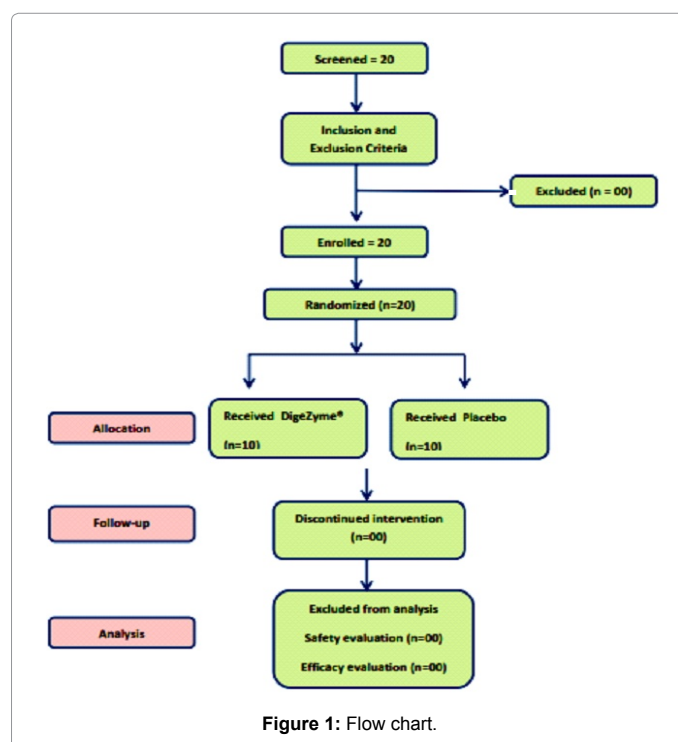 Screened = 20
Inclusion and
Exclusion Criteria
Excluded (n = 00)
Enrolled = 20
Randomized (n=20)
Allocation
Received DigeZyme®
(n=10)
Received Placebo
(n=10)
Follow-up
Discontinued intervention
(n=00)
Analysis
Excluded from analysis
Safety evaluation (n=00)
Efficacy evaluation (n=00)
Figure 1: Flow chart.